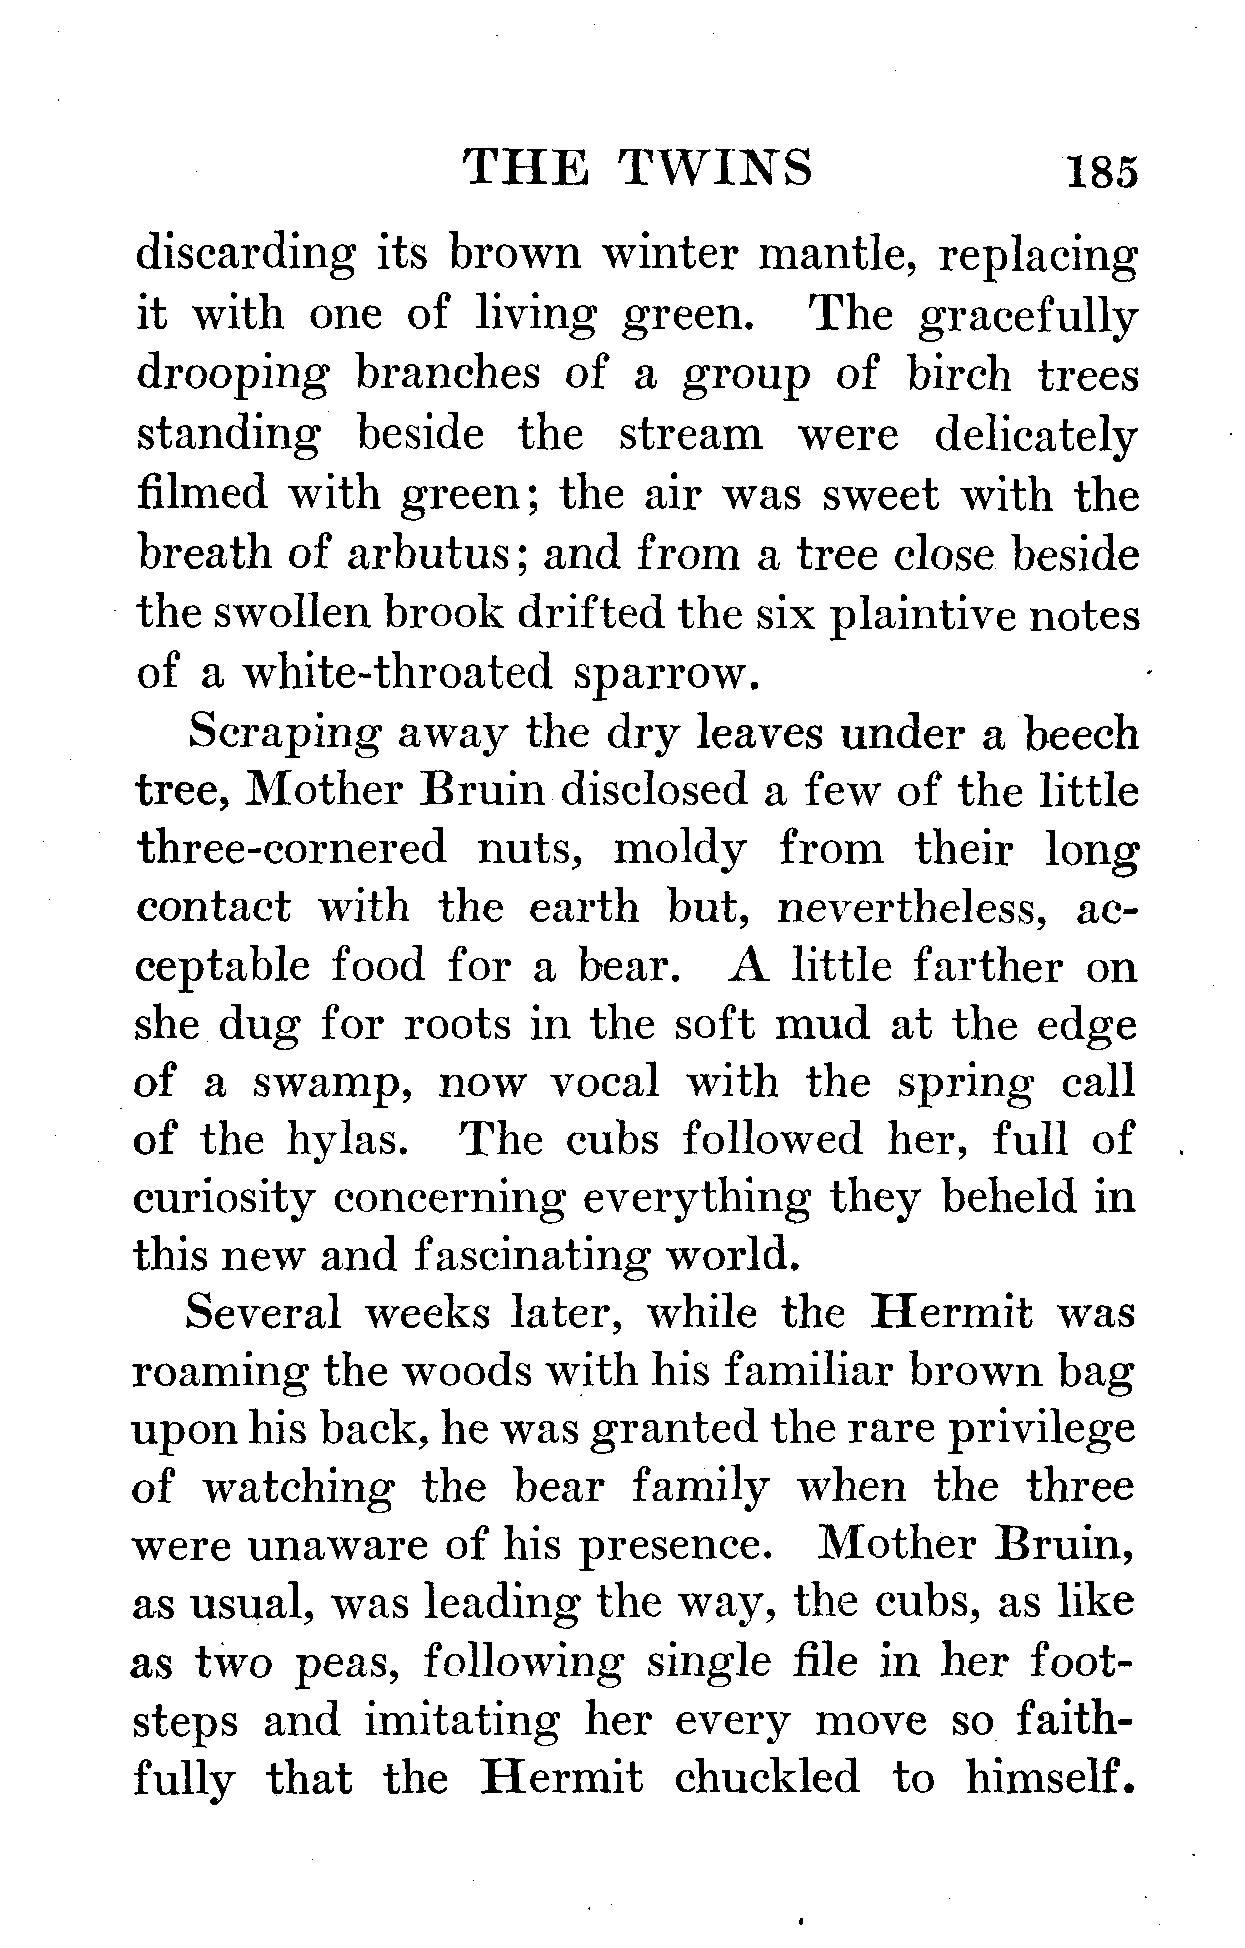 THE TWINS 185
discarding its brown winter mantle, replacing
it with one of living green. The gracefully
drooping branches of a group of birch trees
standing beside the stream were delicately
filmed with green; the air was sweet with the
breath of arbutus; and from a tree close beside
the swollen brook drifted the six plaintive notes
of a white-throated sparrow.
Scraping away the dry leaves under a beech
tree, Mother Bruin disclosed a few of the little
three-cornered nuts, moldy from their long
contact with the earth but, nevertheless, ac-
ceptable food for a bear. A little farther on
she dug for roots in the soft mud at the edge
of a swamp, now vocal with the spring call
of the hylas. The cubs followed her, full of
curiosity concerning everything they beheld in
this new and fascinating world.
Several weeks later, while the Hermit was
roaming the woods with his familiar brown bag
upon his back, he was granted the rare privilege
of watching the bear family when the three
were unaware of his presence. Mother Bruin,
as usual, was leading the way, the cubs, as like
as two peas, following single file in her foot-
steps and imitating her every move so faith-
fully that the Hermit chuckled to himself.